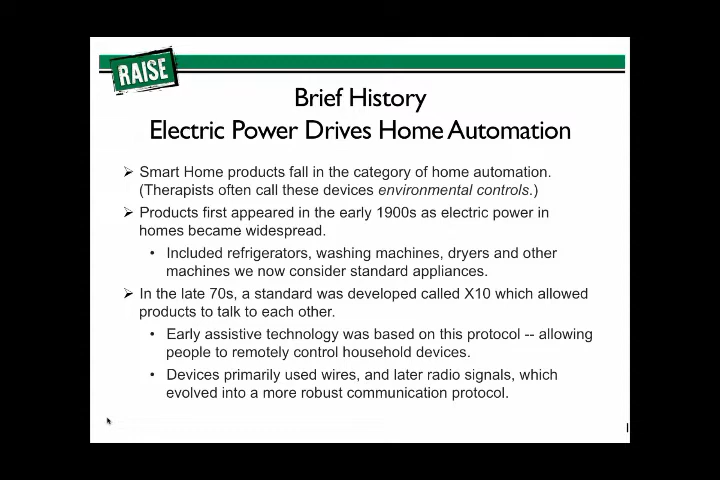 RAISE
Brief History
Electric Power Drives Home Automation
➢ Smart Home products fall in the category of home automation.
(Therapists often call these devices environmental controls.)
➢ Products first appeared in the early 1900s as electric power in
homes became widespread.
• Included refrigerators, washing machines, dryers and other
machines we now consider standard appliances.
➢ In the late 70s, a standard was developed called X10 which allowed
products to talk to each other.
• Early assistive technology was based on this protocol -- allowing
people to remotely control household devices.
• Devices primarily used wires, and later radio signals, which
evolved into a more robust communication protocol.